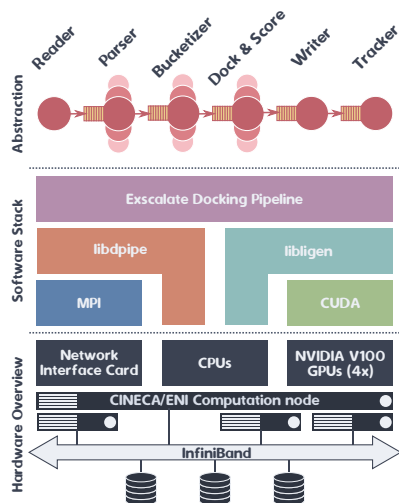 Reader
Parser
Bucketizer
Dock & Score
Writer
Tracker
Abstraction
Software Stack
Exscalate Docking Pipeline
libdpipe
libligen
MPI
CUDA
Hardware Overview
Network
Interface Card
CPUs
NVIDIA V100
GPUs (4x)
CINECA/ENI Computation node
InfiniBand